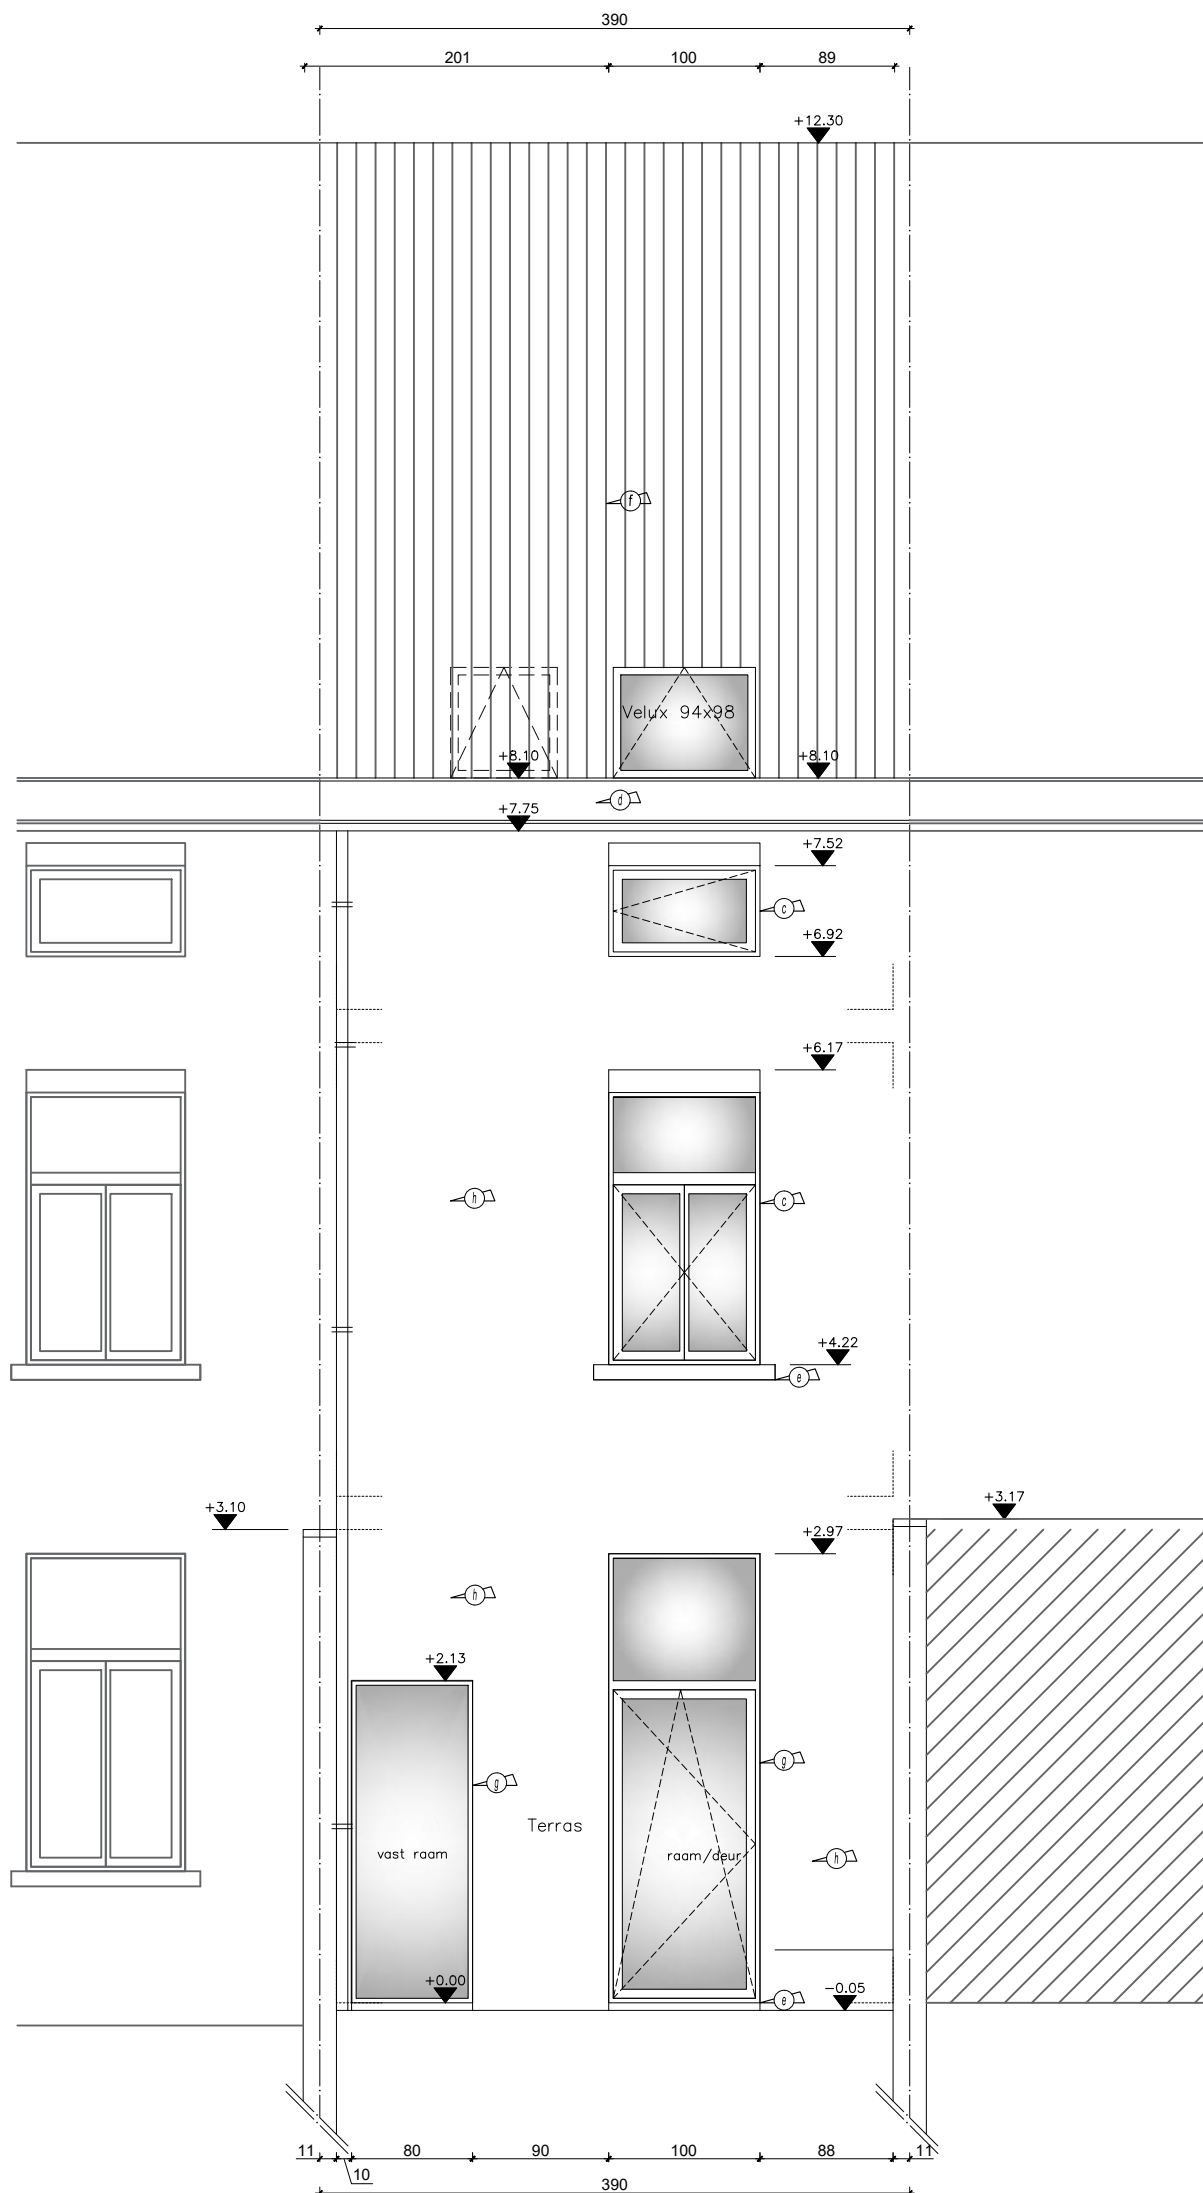 390
201 100 89
+12.30
f
Velux 94x98
+8.10 +8.10
d
+7.75
+7.52
c
+6.92
+6.17
h c
+4.22
e
+3.10 +3.17
+2.97
h
+2.13
g
g
Terras
vast raam raam/deur h
+0.00 e -0.05
11 80 90 100 88 11
10
390